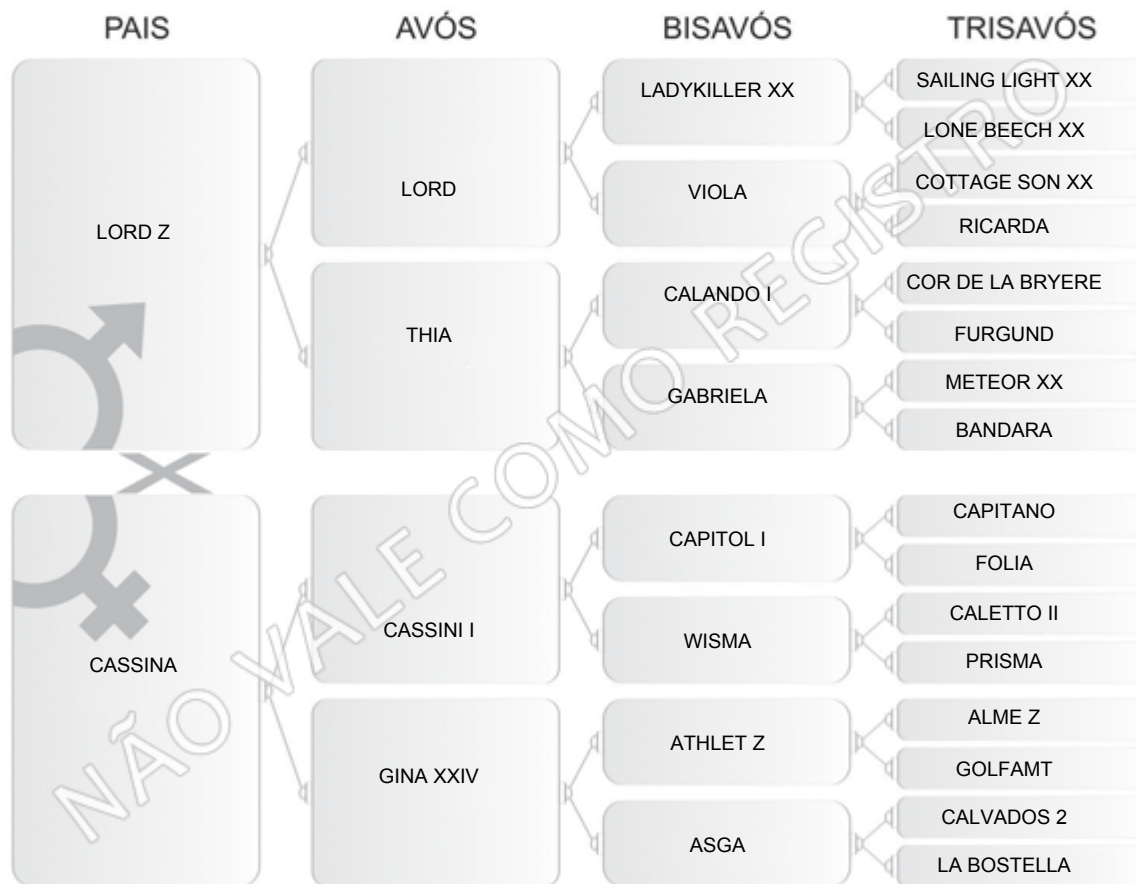 PAIS AVÓS BISAVÓS TRISAVÓS
LORD Z
LORD
THIA
LADYKILLER XX
VIOLA
CALANDO I
GABRIELA
SAILING LIGHT XX
LONE BEECH XX
COTTAGE SON XX
RICARDA
COR DE LA BRYERE
FURGUND
METEOR XX
BANDARA
CASSINA
CASSINI I
GINA XXIV
CAPITOL I
WISMA
ATHLET Z
ASGA
CAPITANO
FOLIA
CALETTO II
PRISMA
ALME Z
GOLFAMT
CALVADOS 2
LA BOSTELLA
NÃO VALE COMO REGISTRO